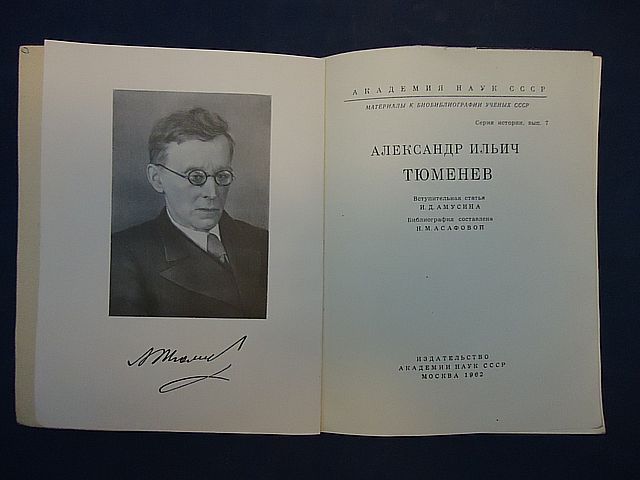 АКАДЕМИЯ НАУК СССР
МАТЕРИАЛЫ К БИОБИБЛИОГРАФИИ УЧЕНЫХ СССР
Серия истории, вып. 7
АЛЕКСАНДР ИЛЬИЧ
ТЮМЕНЕВ
Вступительная статья
И.Д.АМУСИНА
Библиография составлена
Н.М.АСАФОВОЙ
ИЗДАТЕЛЬСТВО
АКАДЕМИИ НАУК СССР
МОСКВА 1962